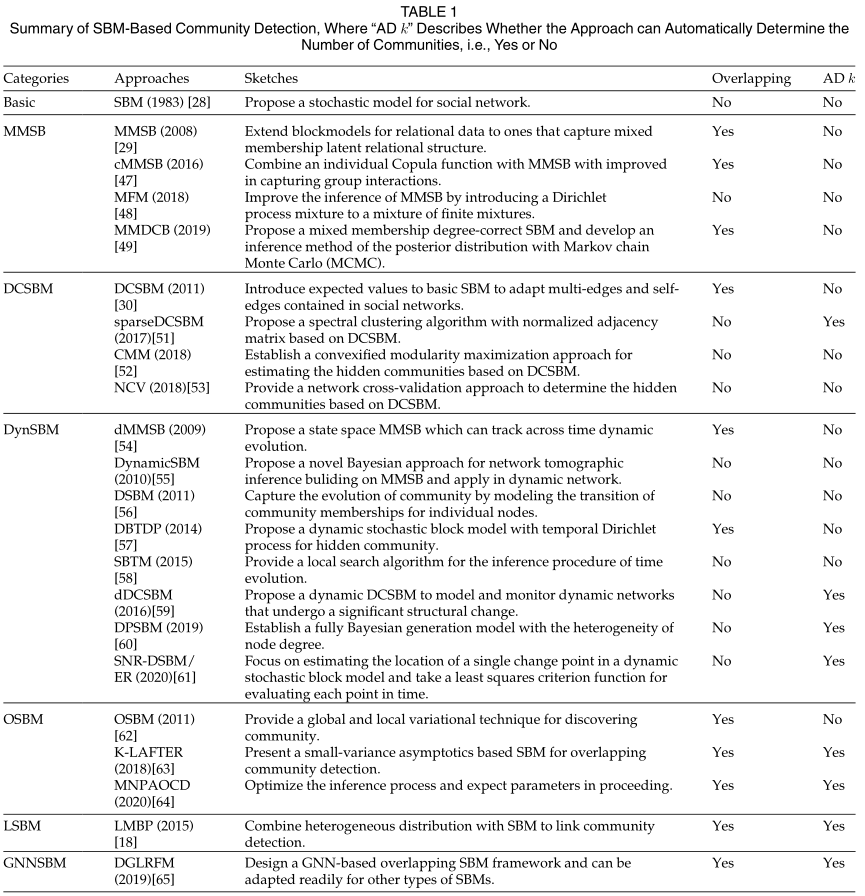 TABLE 1
Summary of SBM-Based Community Detection, Where “AD k” Describes Whether the Approach can Automatically Determine the
Number of Communities, i.e., Yes or No
Categories Approaches Sketches Overlapping AD k
Basic SBM (1983) [28] Propose a stochastic model for social network. No No
MMSB MMSB (2008) Extend blockmodels for relational data to ones that capture mixed Yes No
[29] membership latent relational structure.
cMMSB (2016) Combine an individual Copula function with MMSB with improved Yes No
[47] in capturing group interactions.
MFM (2018) Improve the inference of MMSB by introducing a Dirichlet No No
[48] process mixture to a mixture of finite mixtures.
MMDCB (2019) Propose a mixed membership degree-correct SBM and develop an Yes No
[49] inference method of the posterior distribution with Markov chain
Monte Carlo (MCMC).
DCSBM DCSBM (2011) Introduce expected values to basic SBM to adapt multi-edges and self- Yes No
[30] edges contained in social networks.
sparseDCSBM Propose a spectral clustering algorithm with normalized adjacency No Yes
(2017)[51] matrix based on DCSBM.
CMM (2018) Establish a convexified modularity maximization approach for No No
[52] estimating the hidden communities based on DCSBM.
NCV (2018)[53] Provide a network cross-validation approach to determine the hidden No No
communities based on DCSBM.
DynSBM dMMSB (2009) Propose a state space MMSB which can track across time dynamic Yes No
[54] evolution.
DynamicSBM Propose a novel Bayesian approach for network tomographic No No
(2010)[55] inference buliding on MMSB and apply in dynamic network.
DSBM (2011) Capture the evolution of community by modeling the transition of No No
[56] community memberships for individual nodes.
DBTDP (2014) Propose a dynamic stochastic block model with temporal Dirichlet Yes No
[57] process for hidden community.
SBTM (2015) Provide a local search algorithm for the inference procedure of time No No
[58] evolution.
dDCSBM Propose a dynamic DCSBM to model and monitor dynamic networks No Yes
(2016)[59] that undergo a significant structural change.
DPSBM (2019) Establish a fully Bayesian generation model with the heterogeneity of No Yes
[60] node degree.
SNR-DSBM/ Focus on estimating the location of a single change point in a dynamic No Yes
ER (2020)[61] stochastic block model and take a least squares criterion function for
evaluating each point in time.
OSBM OSBM (2011) Provide a global and local variational technique for discovering Yes No
[62] community.
K-LAFTER Present a small-variance asymptotics based SBM for overlapping Yes Yes
(2018)[63] community detection.
MNPAOCD Optimize the inference process and expect parameters in proceeding. Yes Yes
(2020)[64]
LSBM LMBP (2015) Combine heterogeneous distribution with SBM to link community Yes Yes
[18] detection.
GNNSBM DGLRFM Design a GNN-based overlapping SBM framework and can be Yes Yes
(2019)[65] adapted readily for other types of SBMs.